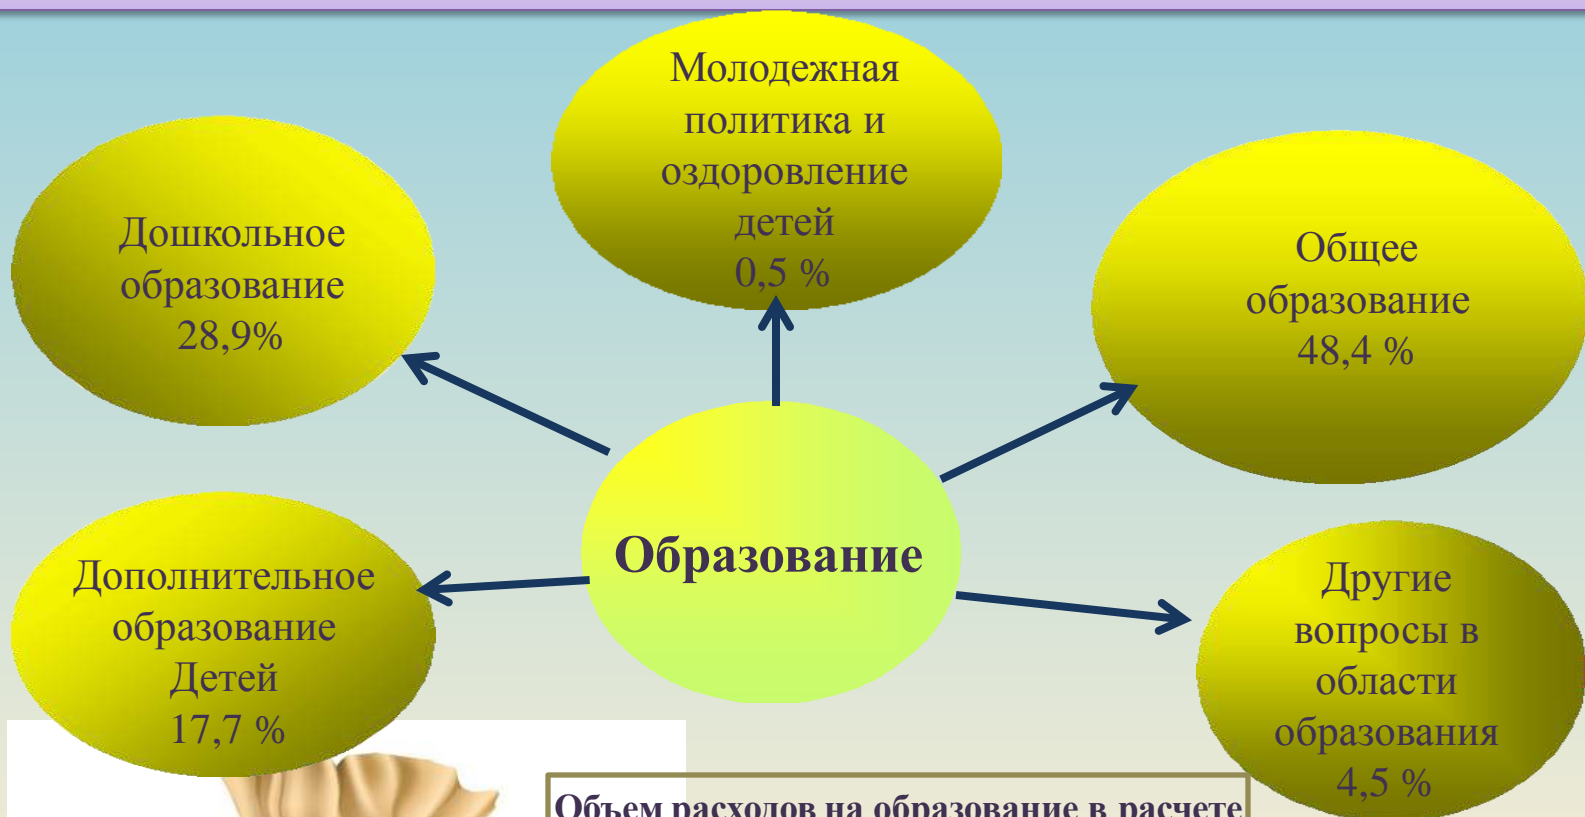 Молодежная
политика и
оздоровление
детей
0,5 %
Дошкольное
образование
28,9%
Общее
образование
48,4 %
Образование
Дополнительное
образование
Детей
17,7 %
Другие
вопросы в
области
образования
4,5 %
Объем расходов на образование в расчете